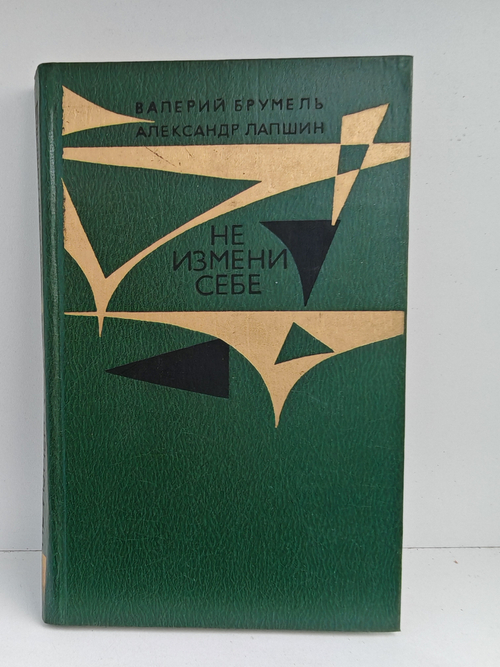 ВАЛЕРИЙ БРУМЕЛЬ
АЛЕКСАНДР ЛАПШИН
НЕ
ИЗМЕНИ
СЕБЕ